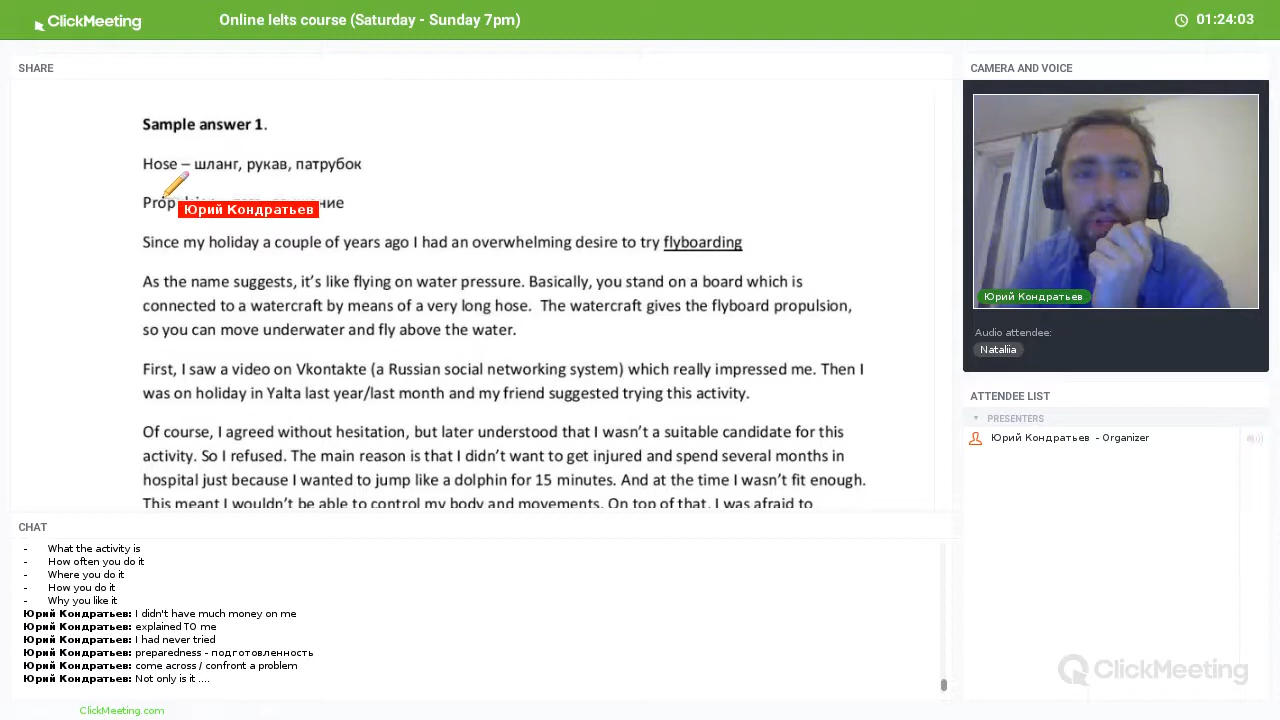 ClickMeeting
Online Ielts course (Saturday - Sunday 7pm)
01:24:03
SHARE
Sample answer 1.
Hose – шланг, рукав, патрубок
Юрий Кондратьев
Since my holiday a couple of years ago I had an overwhelming desire to try flyboarding
As the name suggests, it's like flying on water pressure. Basically, you stand on a board which is
connected to a watercraft by means of a very long hose. The watercraft gives the flyboard propulsion,
so you can move underwater and fly above the water.
First, I saw a video on Vkontakte (a Russian social networking system) which really impressed me. Then I
was on holiday in Yalta last year/last month and my friend suggested trying this activity.
Of course, I agreed without hesitation, but later understood that I wasn't a suitable candidate for this
activity. So I refused. The main reason is that I didn't want to get injured and spend several months in
hospital just because I wanted to jump like a dolphin for 15 minutes. And at the time I wasn't fit enough.
This meant I wouldn't be able to control my body and movements. On top of that, I was afraid to
CHAT
- What the activity is
- How often you do it
- Where you do it
- How you do it
- Why you like it
Юрий Кондратьев: I didn't have much money on me
Юрий Кондратьев: explained TO me
Юрий Кондратьев: I had never tried
Юрий Кондратьев: preparedness - подготовленность
Юрий Кондратьев: come across / confront a problem
Юрий Кондратьев: Not only is it ....
ClickMeeting.com
CAMERA AND VOICE
Юрий Кондратьев
Audio attendee:
Nataliia
ATTENDEE LIST
PRESENTERS
Юрий Кондратьев - Organizer
ClickMeeting